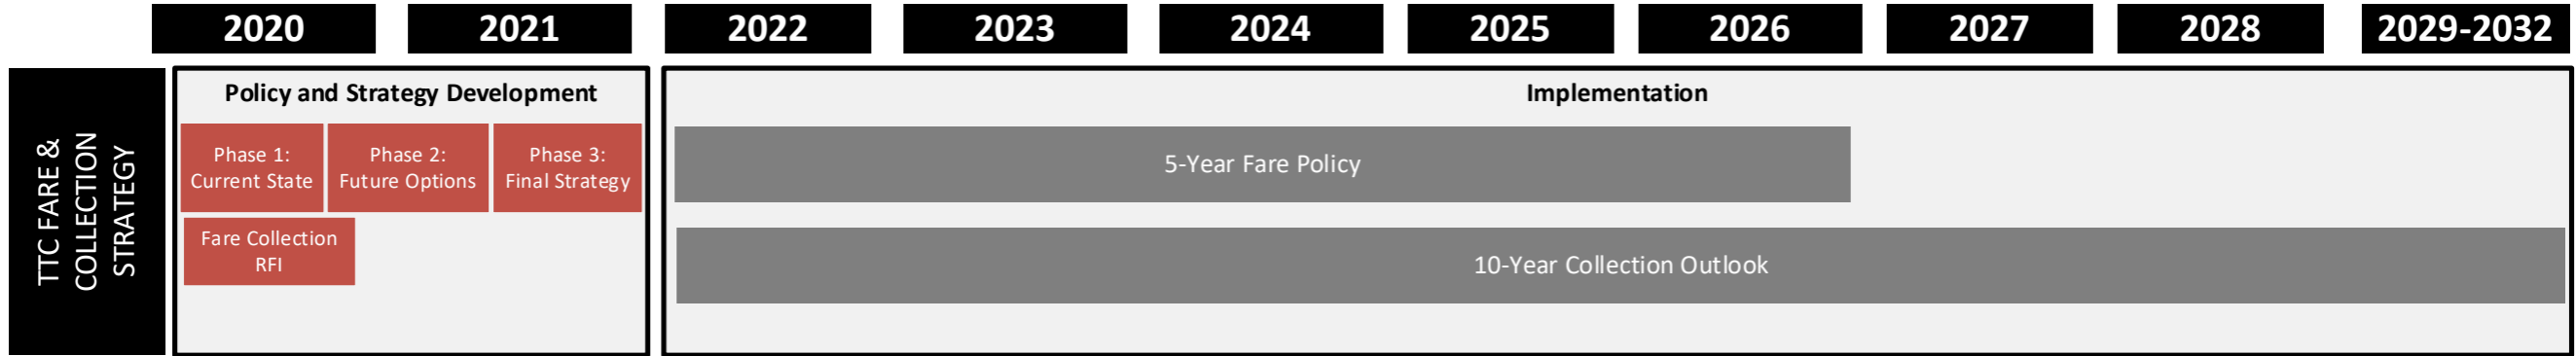 2020 2021 2022 2023 2024 2025 2026 2027 2028 2029-2032
TTC FARE &
COLLECTION
STRATEGY
Policy and Strategy Development
Phase 1:
Current State
Phase 2:
Future Options
Phase 3:
Final Strategy
Fare Collection
RFI
Implementation
5-Year Fare Policy
10-Year Collection Outlook